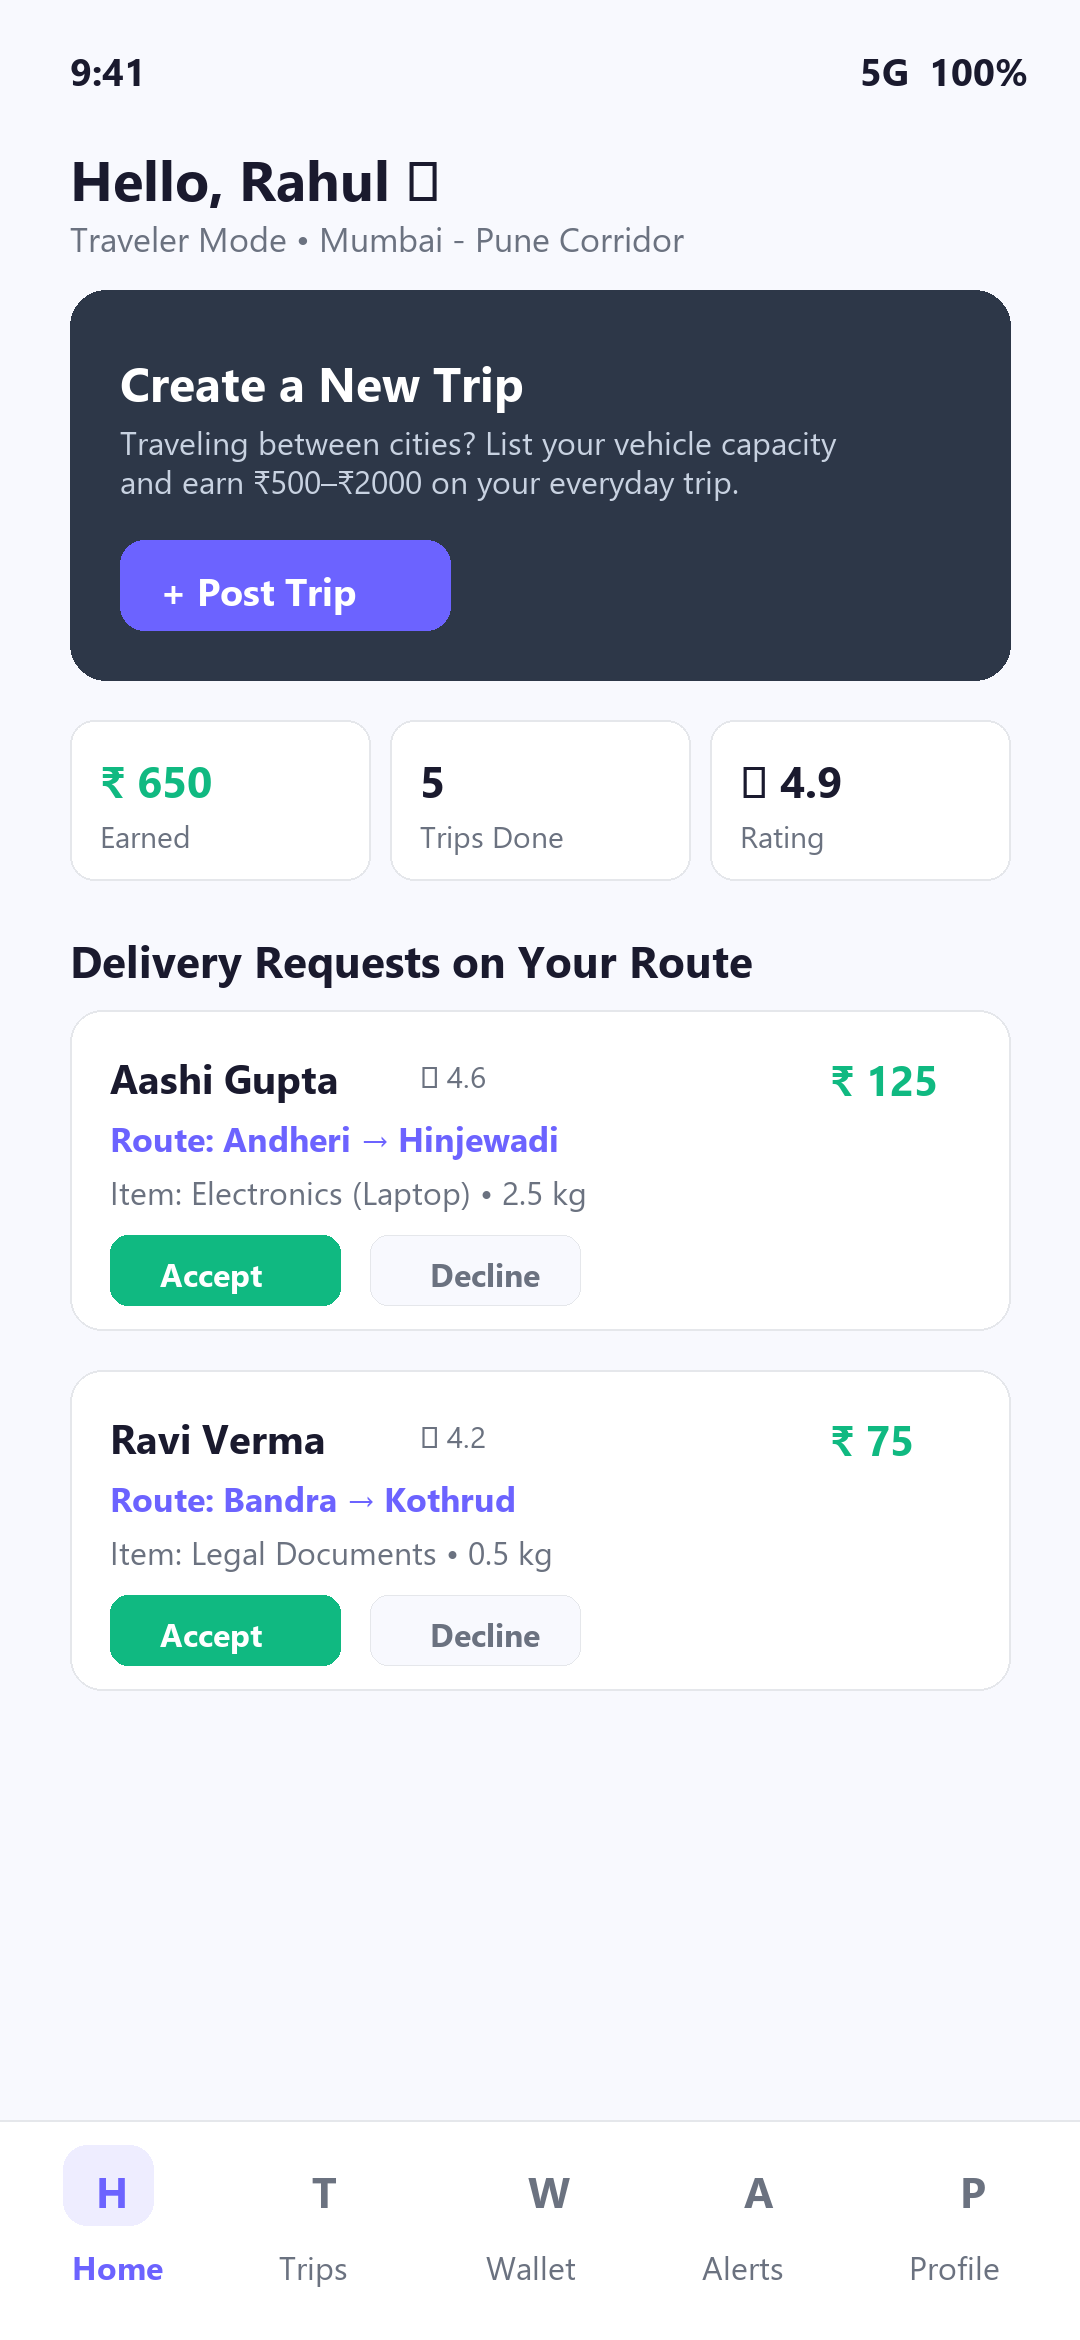 9:41 5G 100%
Hello, Rahul
Traveler Mode • Mumbai - Pune Corridor
Create a New Trip
Traveling between cities? List your vehicle capacity
and earn ₹500–₹2000 on your everyday trip.
+ Post Trip
₹ 650 5 4.9
Earned Trips Done Rating
Delivery Requests on Your Route
Aashi Gupta 4.6 ₹ 125
Route: Andheri → Hinjewadi
Item: Electronics (Laptop) • 2.5 kg
Accept Decline
Ravi Verma 4.2 ₹ 75
Route: Bandra → Kothrud
Item: Legal Documents • 0.5 kg
Accept Decline
H T W A P
Home Trips Wallet Alerts Profile